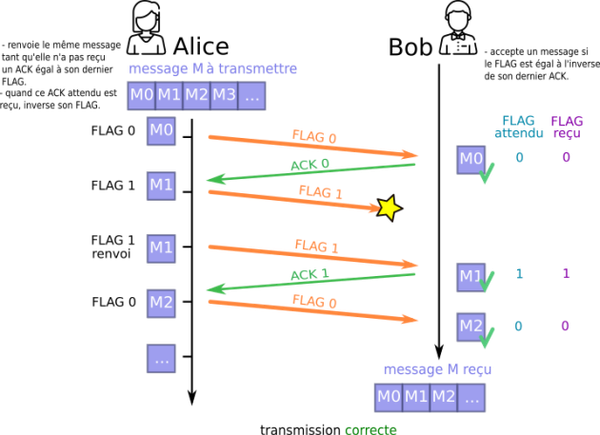 Alice
Bob
- renvoie le même message
tant qu'elle n'a pas reçu
un ACK égal à son dernier
FLAG.
- quand ce ACK attendu est
reçu, inverse son FLAG.
- accepte un message si
le FLAG est égal à l'inverse
de son dernier ACK.
message M à transmettre
M0 M1 M2 M3 ...
FLAG attendu
FLAG reçu
FLAG 0 M0
FLAG 0
M0 0 0
ACK 0
FLAG 1 M1
FLAG 1
FLAG 1
renvoi
M1
FLAG 1
ACK 1
M1 1 1
FLAG 0 M2
FLAG 0
M2 0 0
...
message M reçu
M0 M1 M2 ...
transmission correcte